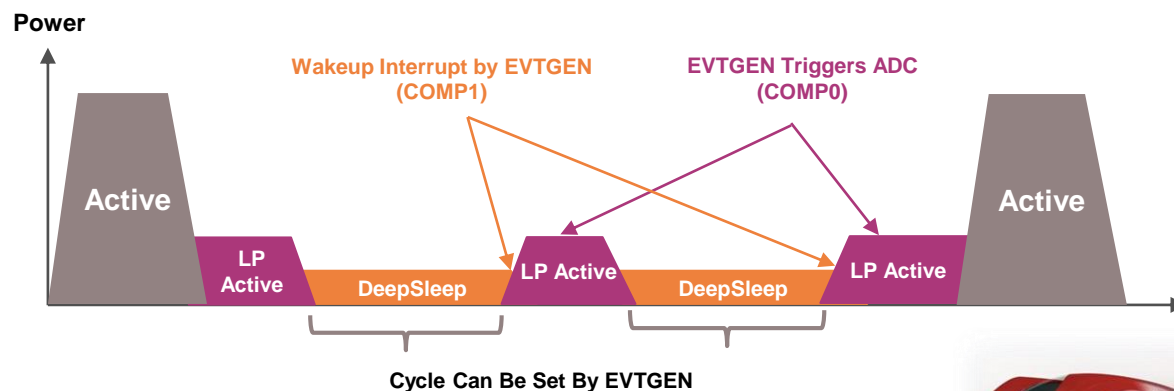 Power
Wakeup Interrupt by EVTGEN
(COMP1)
EVTGEN Triggers ADC
(COMP0)
Active
LP
Active
DeepSleep
LP Active
DeepSleep
LP Active
Active
Cycle Can Be Set By EVTGEN